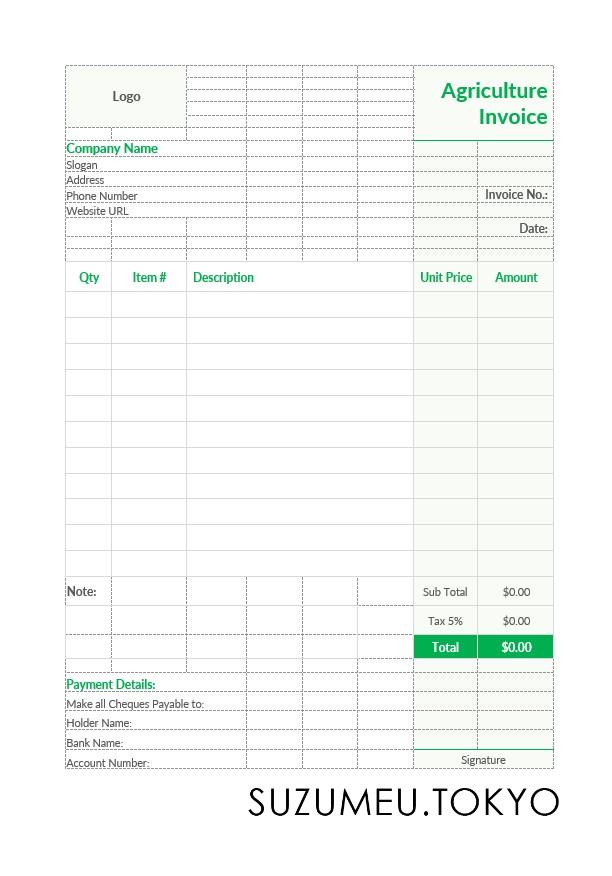 Logo
Agriculture
Invoice
Company Name
Slogan
Address
Phone Number
Invoice No.:
Website URL
Date:
Qty Item # Description Unit Price Amount
Note:
Sub Total $0.00
Tax 5% $0.00
Total $0.00
Payment Details:
Make all Cheques Payable to:
Holder Name:
Bank Name:
Account Number:
Signature
SUZUMEU.TOKYO